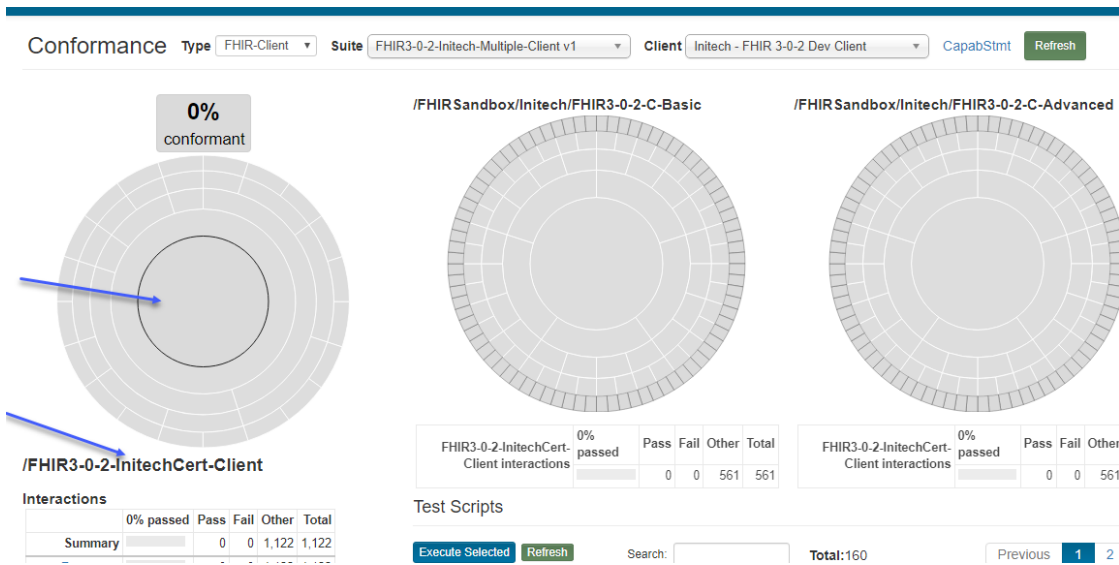 Conformance Type FHIR-Client Suite FHIR3-0-2-Initech-Multiple-Client v1 Client Initech - FHIR 3-0-2 Dev Client CapabStmt Refresh
0%
conformant
/FHIR3-0-2-InitechCert-Client
Interactions
0% passed Pass Fail Other Total
Summary 0 0 1,122 1,122
/FHIRSandbox/Initech/FHIR3-0-2-C-Basic
FHIR3-0-2-InitechCert-Client interactions
0% passed Pass Fail Other Total
0 0 561 561
/FHIRSandbox/Initech/FHIR3-0-2-C-Advanced
FHIR3-0-2-InitechCert-Client interactions
0% passed Pass Fail Other
0 0 561
Test Scripts
Execute Selected Refresh Search: Total:160 Previous 1 2